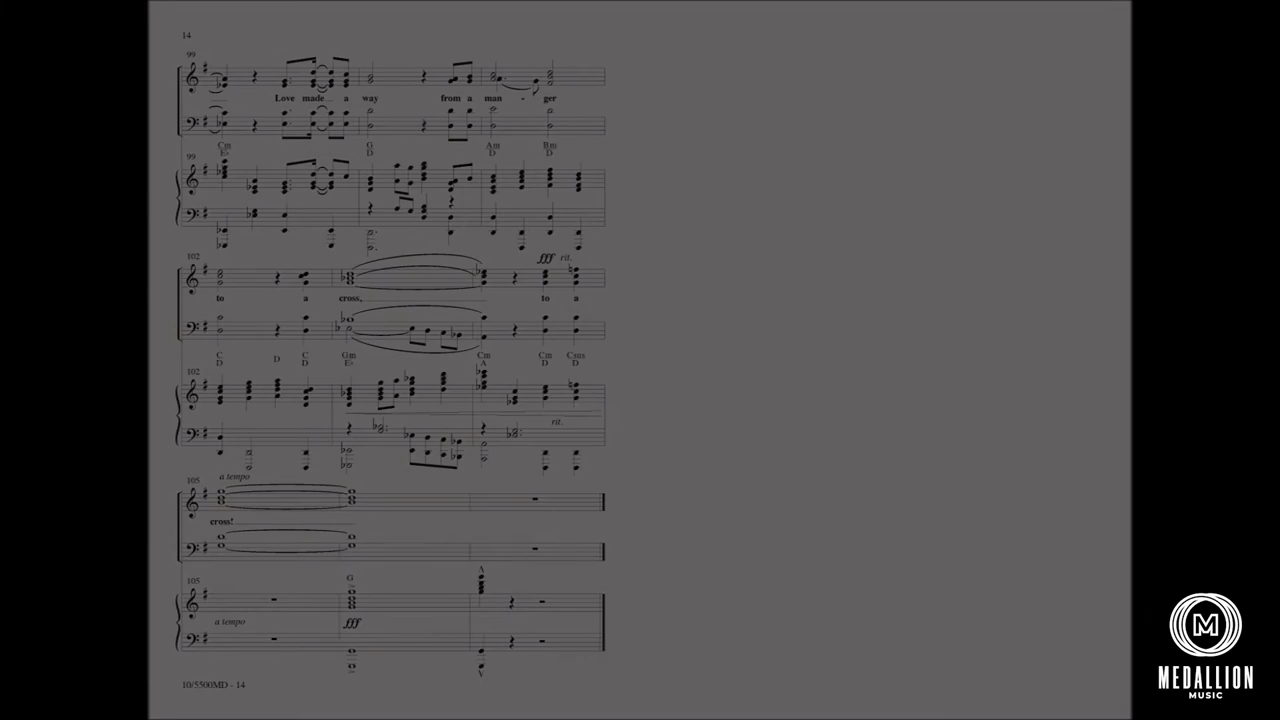 14
99
Love made a way from a man - ger
Cm G Am Bm
E♭ D D D
99
102
fff rit.
to a cross, to a
C D C Gm Cm Cm Csus
D D E♭ A D D
102
rit.
a tempo
105
cross!
G
105
a tempo fff
10/5500MD - 14
M
MEDALLION
MUSIC